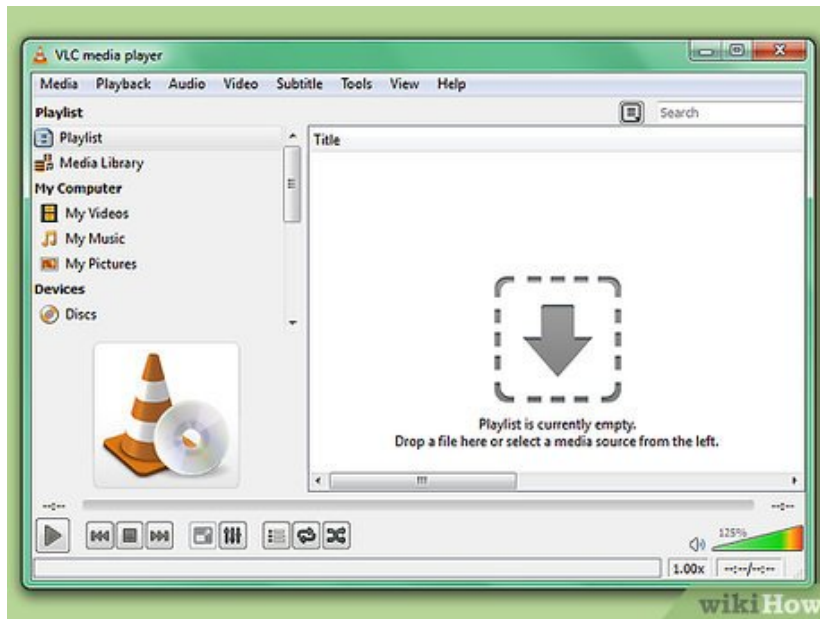 VLC media player
Media Playback Audio Video Subtitle Tools View Help
Playlist
Search
Playlist
Media Library
My Computer
My Videos
My Music
My Pictures
Devices
Discs
Title
Playlist is currently empty.
Drop a file here or select a media source from the left.
--:-- --:--
125%
1.00x --:--/--:--
wikiHow